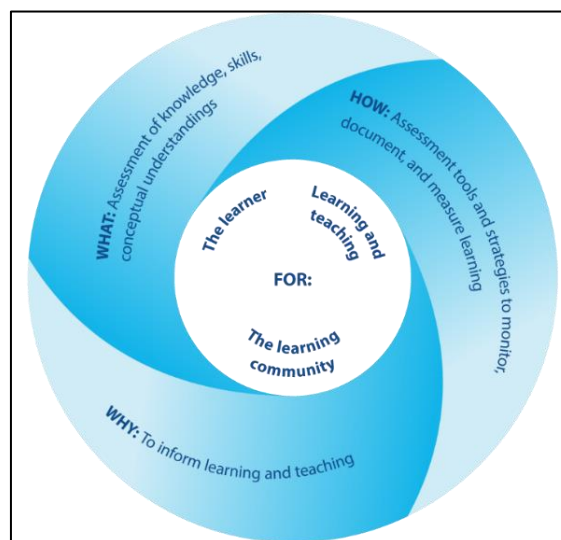 WHAT: Assessment of knowledge, skills,
conceptual understandings
HOW: Assessment tools and strategies to monitor,
document, and measure learning
The learner
Learning and
teaching
FOR:
The learning
community
WHY: To inform learning and teaching